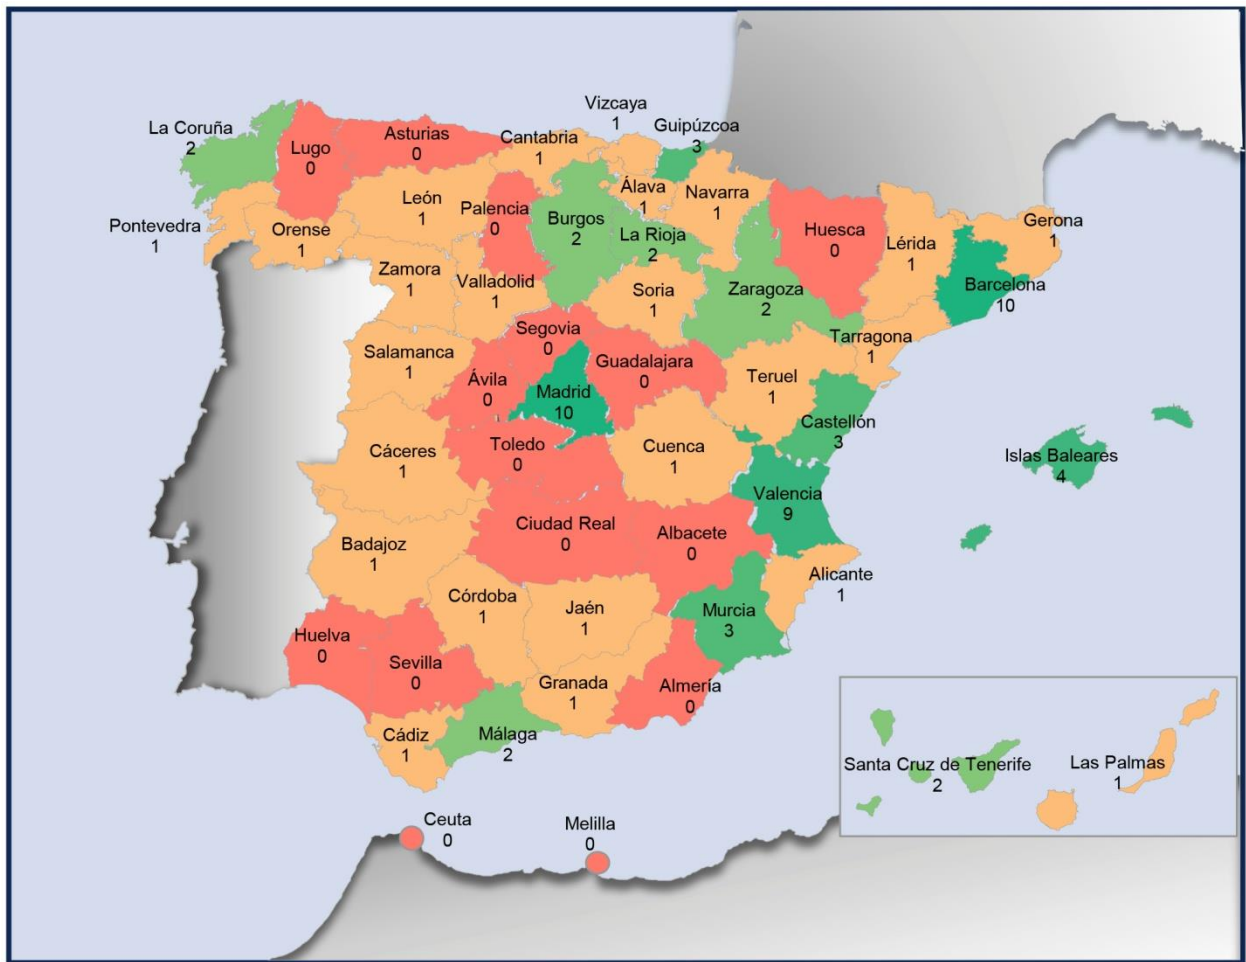 Vizcaya
1
La Coruña
2
Guipúzcoa
3
Asturias
0
Cantabria
1
Lugo
0
León
1
Palencia
0
Burgos
2
Álava
1
Navarra
1
La Rioja
2
Huesca
0
Lérida
1
Gerona
1
Pontevedra
1
Orense
1
Zamora
1
Valladolid
1
Soria
1
Zaragoza
2
Barcelona
10
Segovia
0
Tarragona
1
Salamanca
1
Ávila
0
Madrid
10
Guadalajara
0
Teruel
1
Castellón
3
Cáceres
1
Toledo
0
Cuenca
1
Islas Baleares
4
Valencia
9
Ciudad Real
0
Albacete
0
Badajoz
1
Alicante
1
Córdoba
1
Jaén
1
Murcia
3
Huelva
0
Sevilla
0
Granada
1
Almería
0
Cádiz
1
Málaga
2
Santa Cruz de Tenerife
2
Las Palmas
1
Ceuta
0
Melilla
0